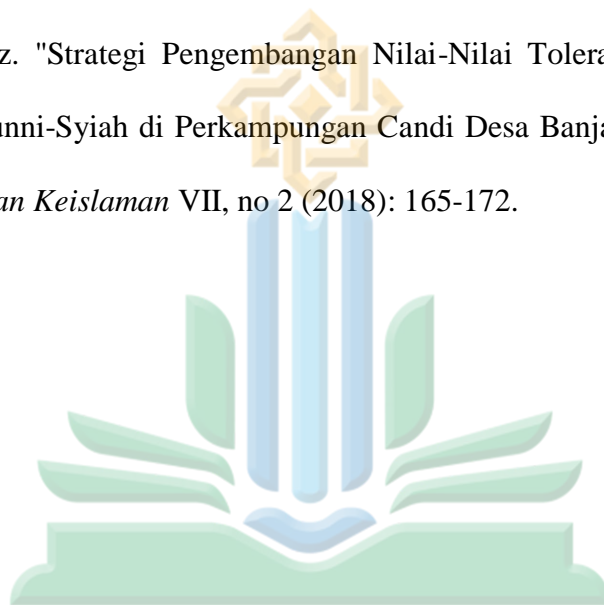 z. "Strategi Pengembangan Nilai-Nilai Tolera
unni-Syiah di Perkampungan Candi Desa Banja
an Keislaman VII, no 2 (2018): 165-172.